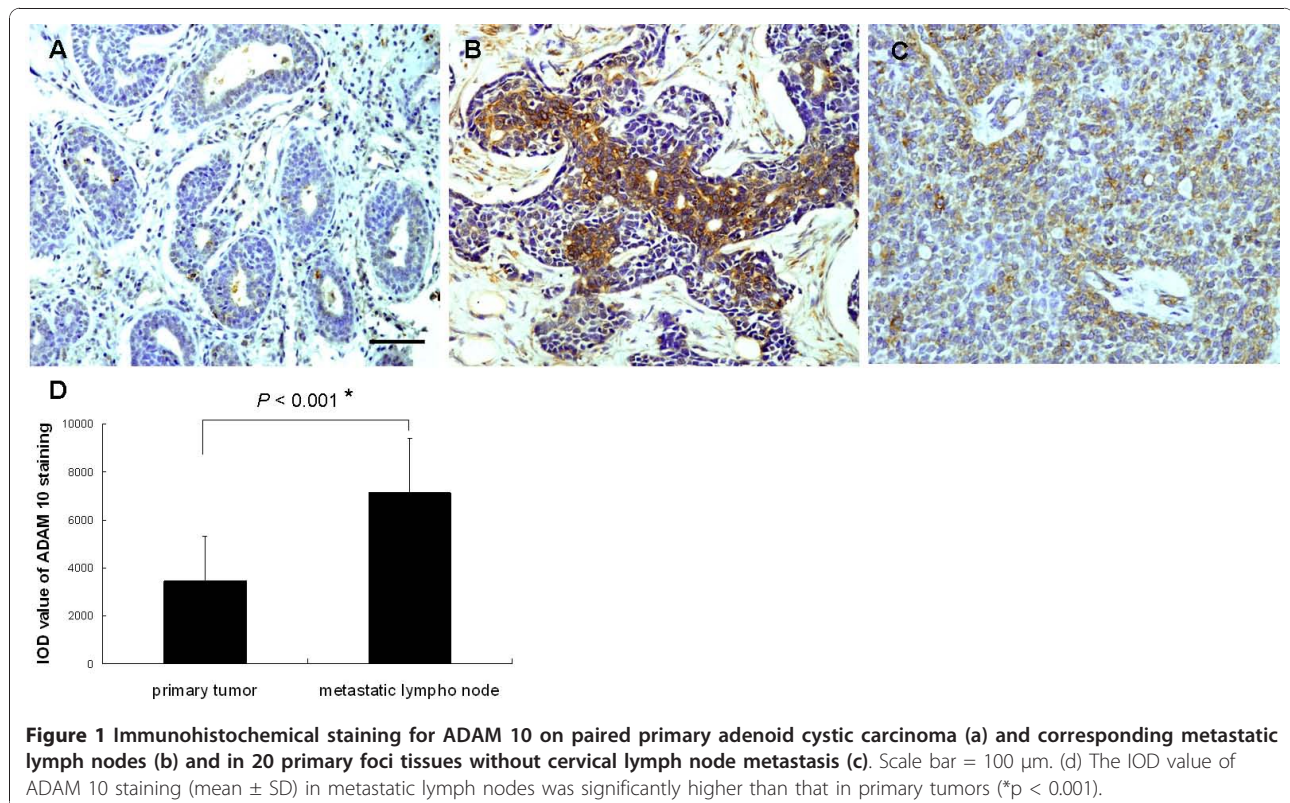 A
B
C
D
P < 0.001 *
IOD value of ADAM 10 staining
10000
8000
6000
4000
2000
0
primary tumor
metastatic lympho node
Figure 1 Immunohistochemical staining for ADAM 10 on paired primary adenoid cystic carcinoma (a) and corresponding metastatic
lymph nodes (b) and in 20 primary foci tissues without cervical lymph node metastasis (c). Scale bar = 100 μm. (d) The IOD value of
ADAM 10 staining (mean ± SD) in metastatic lymph nodes was significantly higher than that in primary tumors (*p < 0.001).